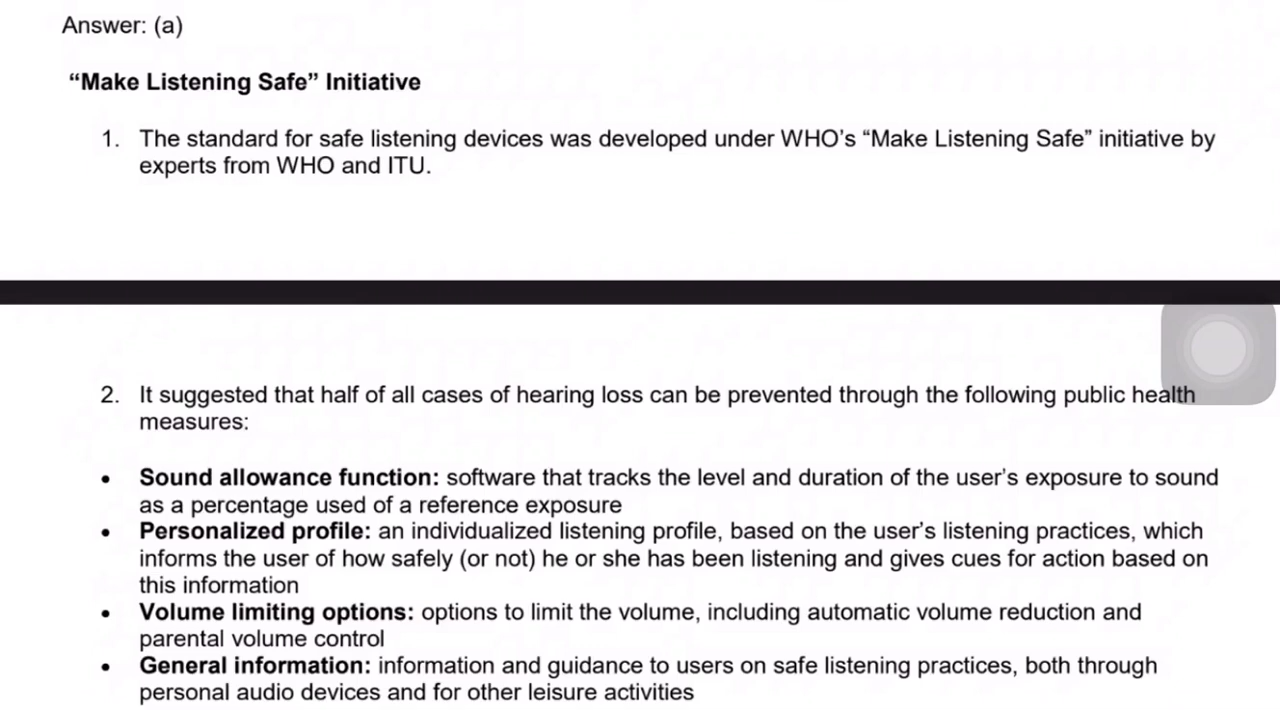 Answer: (a)
“Make Listening Safe” Initiative
1. The standard for safe listening devices was developed under WHO’s “Make Listening Safe” initiative by
experts from WHO and ITU.
2. It suggested that half of all cases of hearing loss can be prevented through the following public health
measures:
• Sound allowance function: software that tracks the level and duration of the user’s exposure to sound
as a percentage used of a reference exposure
• Personalized profile: an individualized listening profile, based on the user’s listening practices, which
informs the user of how safely (or not) he or she has been listening and gives cues for action based on
this information
• Volume limiting options: options to limit the volume, including automatic volume reduction and
parental volume control
• General information: information and guidance to users on safe listening practices, both through
personal audio devices and for other leisure activities